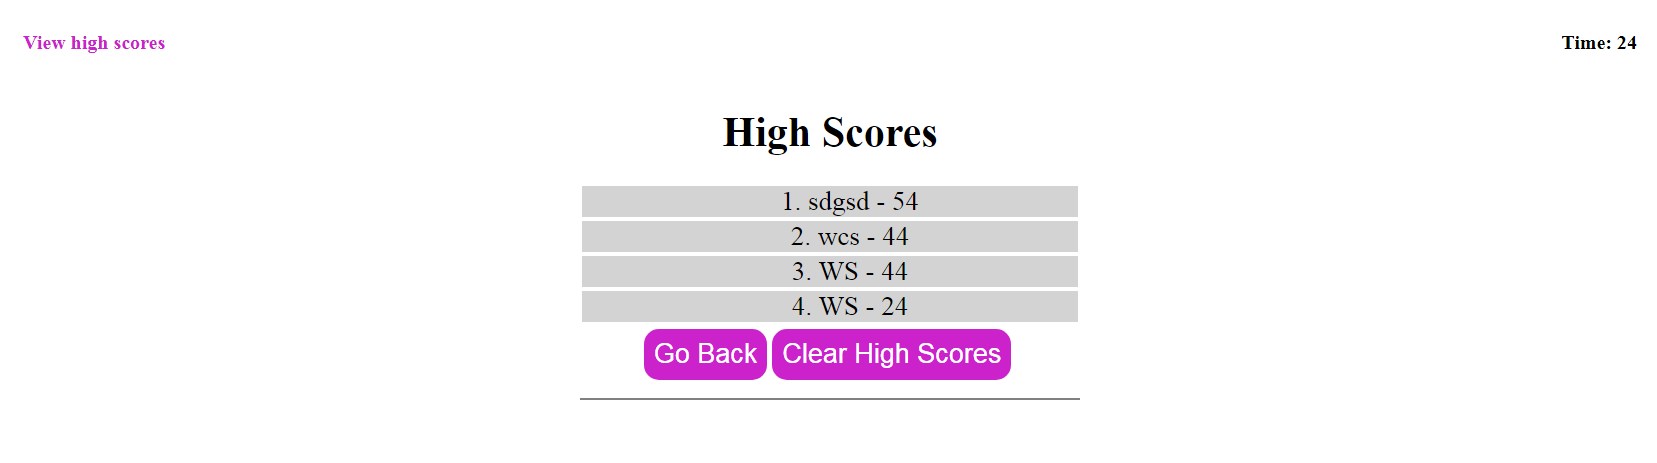 View high scores
Time: 24
High Scores
1. sdgsd - 54
2. wcs - 44
3. WS - 44
4. WS - 24
Go Back
Clear High Scores